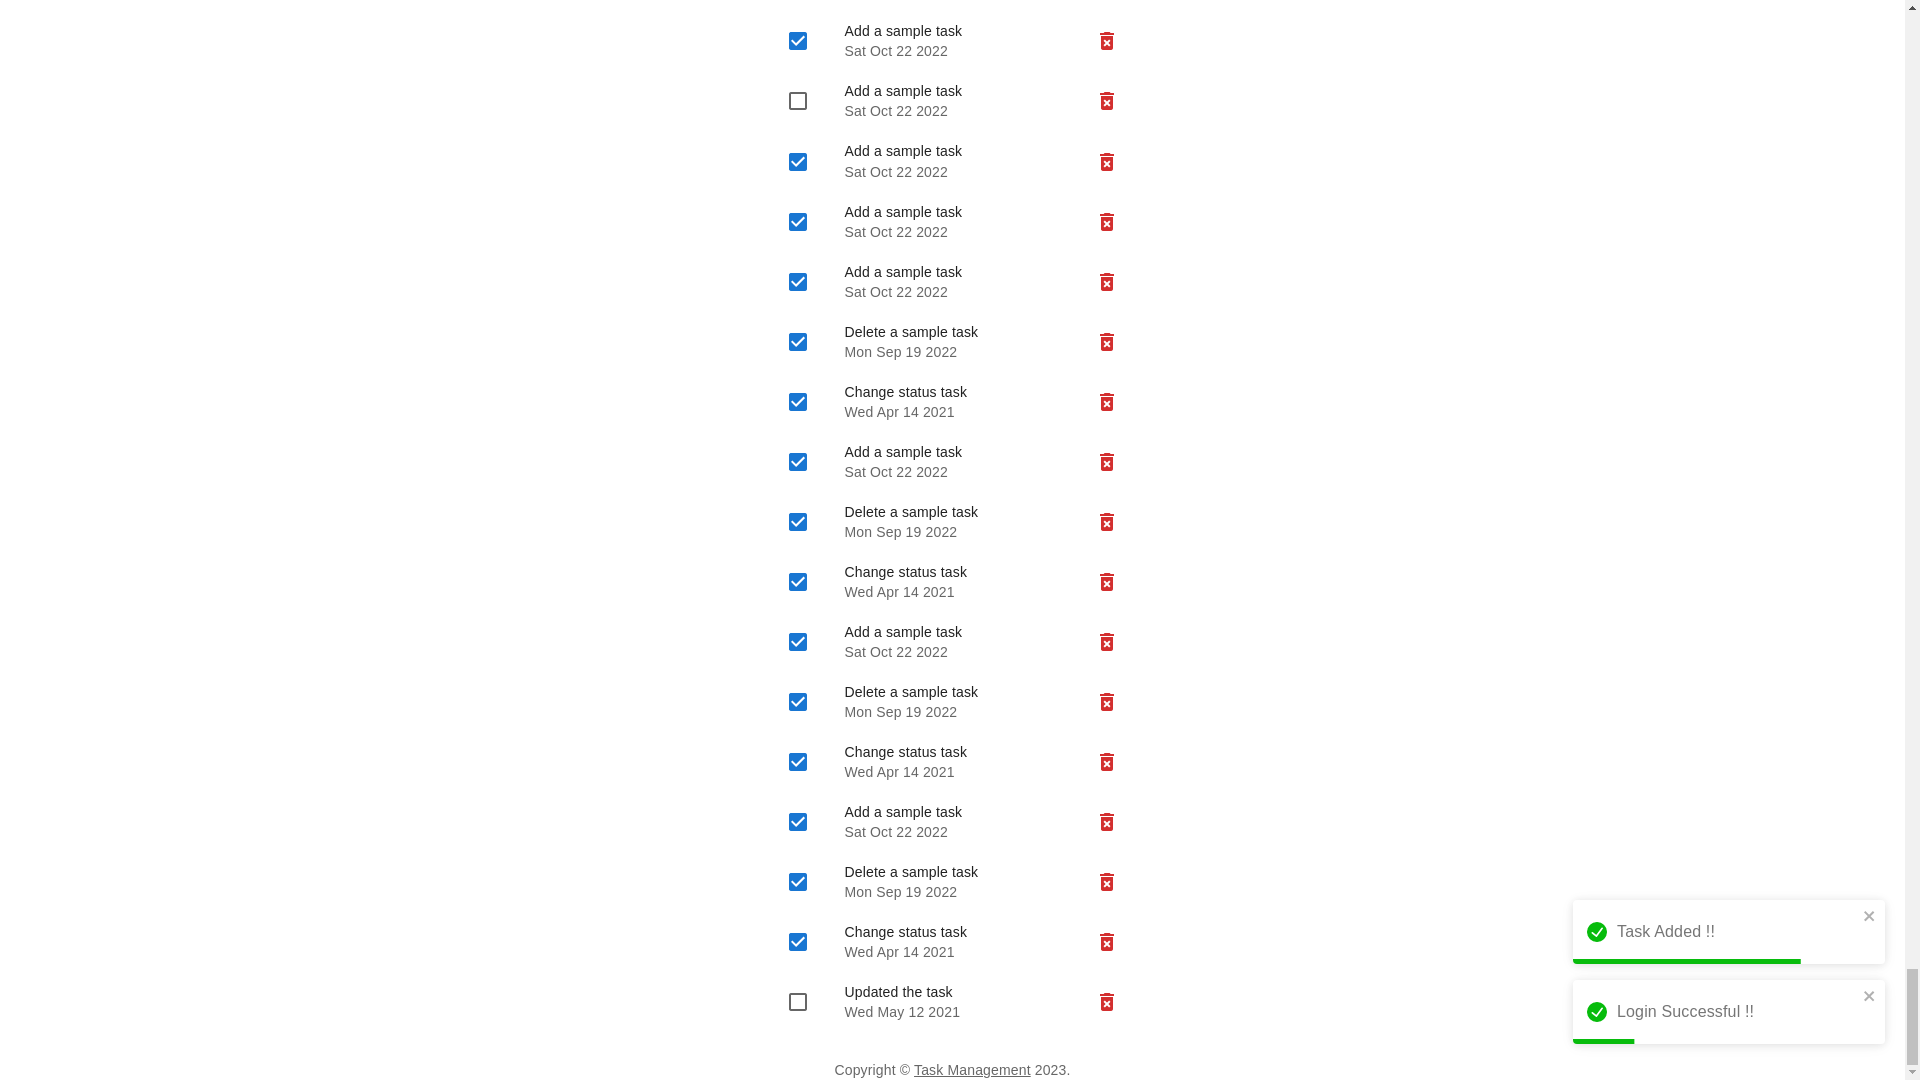 Add a sample task
Sat Oct 22 2022
Add a sample task
Sat Oct 22 2022
Add a sample task
Sat Oct 22 2022
Add a sample task
Sat Oct 22 2022
Add a sample task
Sat Oct 22 2022
Delete a sample task
Mon Sep 19 2022
Change status task
Wed Apr 14 2021
Add a sample task
Sat Oct 22 2022
Delete a sample task
Mon Sep 19 2022
Change status task
Wed Apr 14 2021
Add a sample task
Sat Oct 22 2022
Delete a sample task
Mon Sep 19 2022
Change status task
Wed Apr 14 2021
Add a sample task
Sat Oct 22 2022
Delete a sample task
Mon Sep 19 2022
Change status task
Wed Apr 14 2021
Updated the task
Wed May 12 2021
Task Added !!
Login Successful !!
Copyright © Task Management 2023.